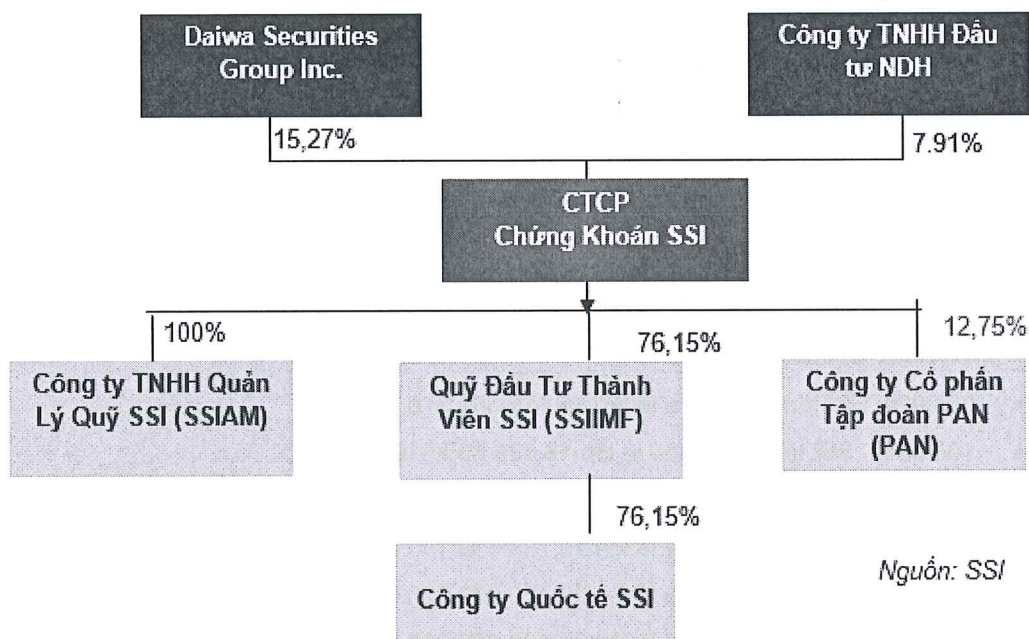 Daiwa Securities
Group Inc.
Công ty TNHH Đầu
tư NDH
15,27%
7.91%
CTCP
Chứng Khoán SSI
100%
76,15%
12,75%
Công ty TNHH Quản
Lý Quỹ SSI (SSIAM)
Quỹ Đầu Tư Thành
Viên SSI (SSIIMF)
Công ty Cổ phần
Tập đoàn PAN
(PAN)
76,15%
Công ty Quốc tế SSI
Nguồn: SSI